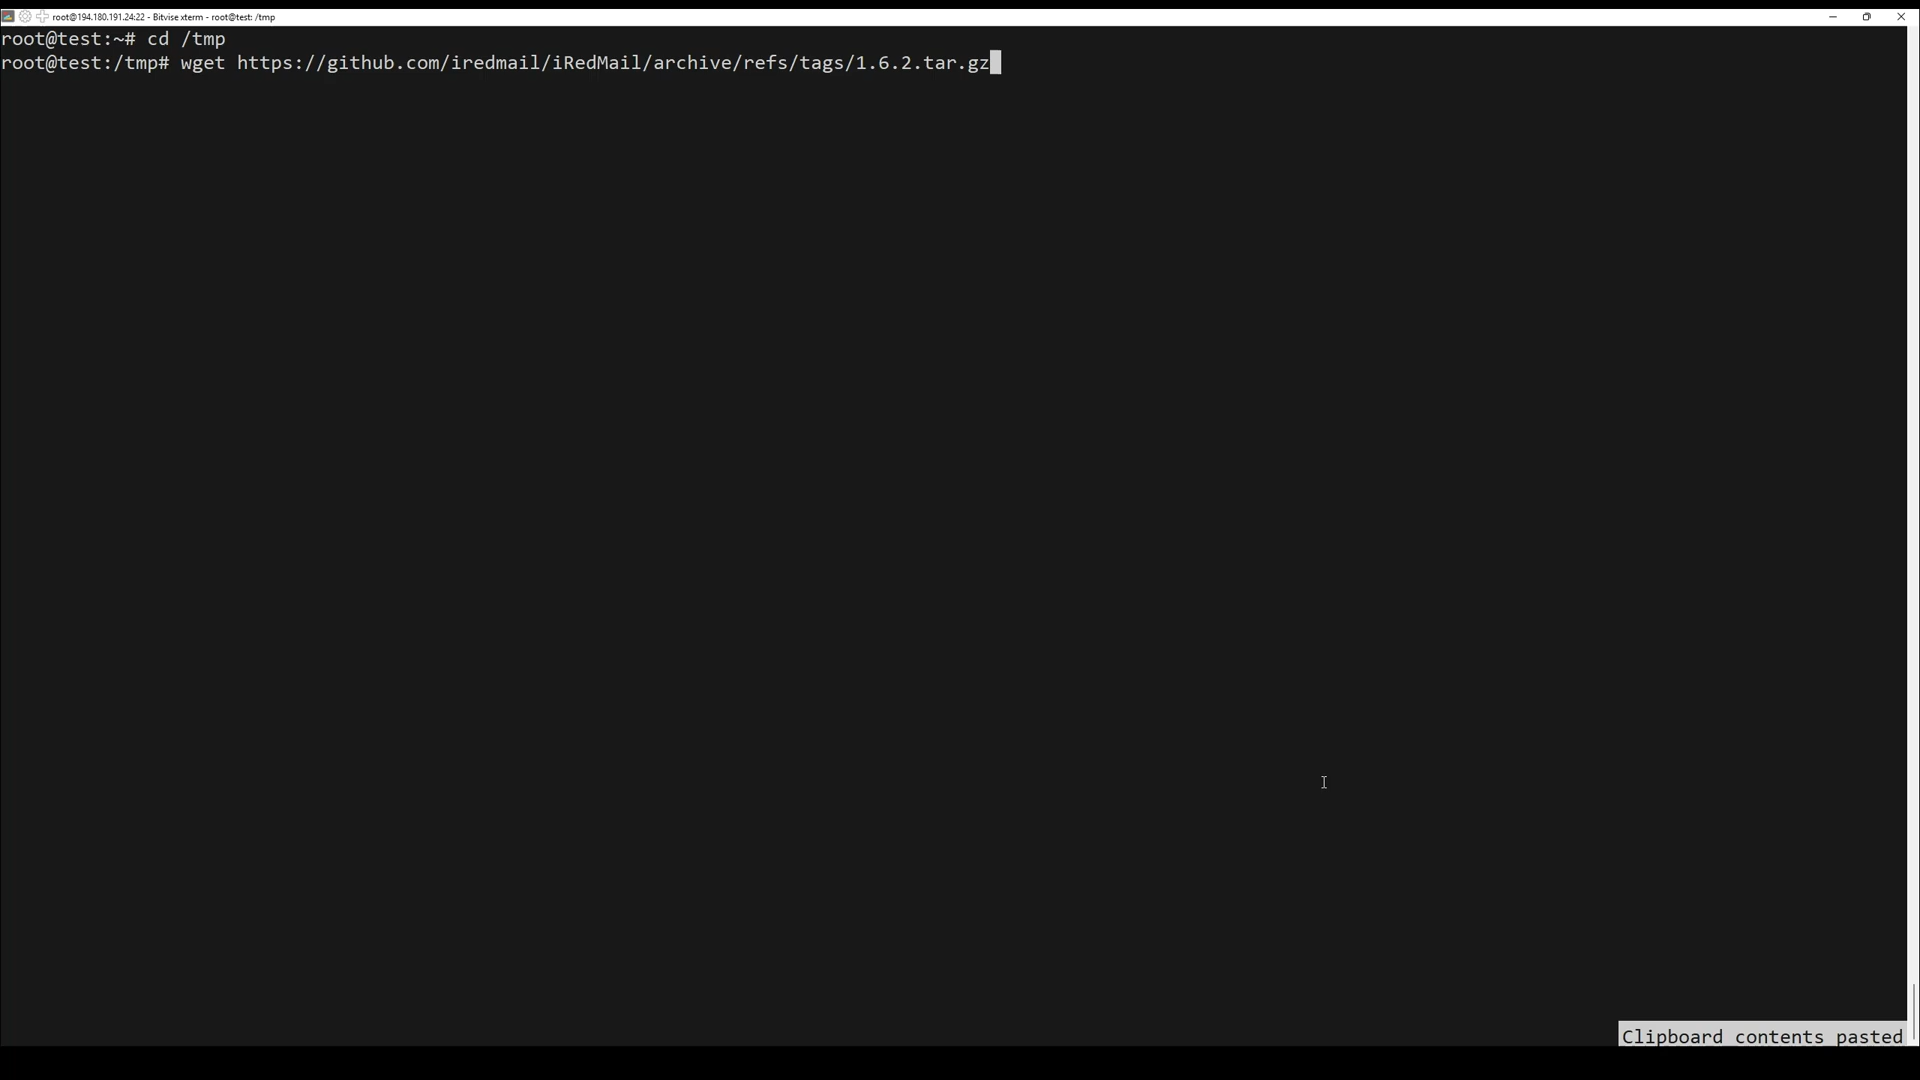 root@194.180.191.24:22 - Bitvise xterm - root@test: /tmp
root@test:~# cd /tmp
root@test:/tmp# wget https://github.com/iredmail/iRedMail/archive/refs/tags/1.6.2.tar.gz
Clipboard contents pasted